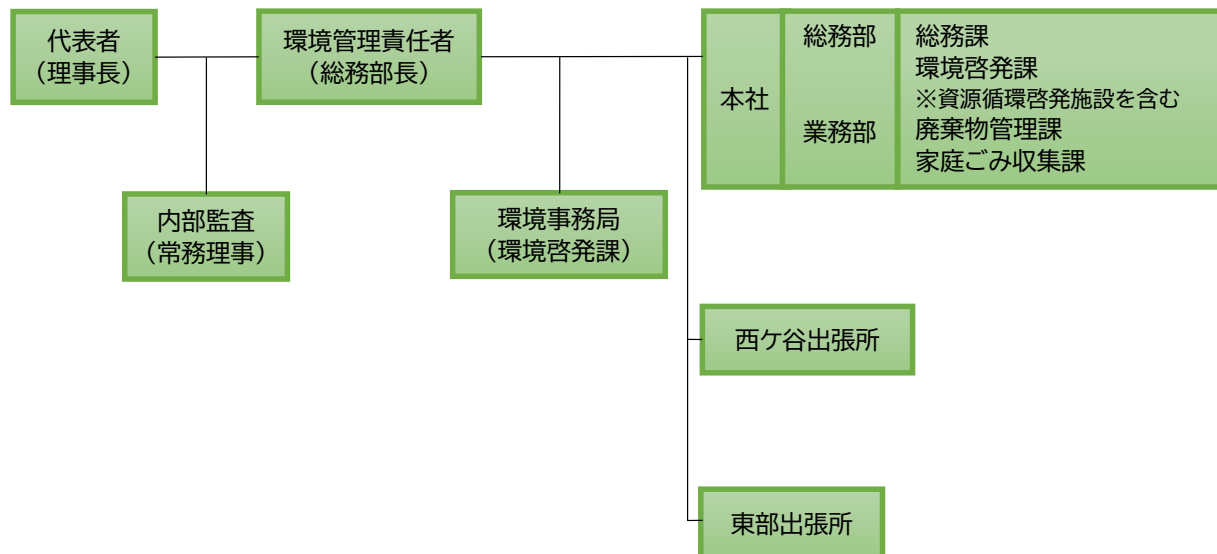 代表者
（理事長）
環境管理責任者
（総務部長）
本社
総務部
総務課
環境啓発課
※資源循環啓発施設を含む
業務部
廃棄物管理課
家庭ごみ収集課
内部監査
（常務理事）
環境事務局
（環境啓発課）
西ケ谷出張所
東部出張所